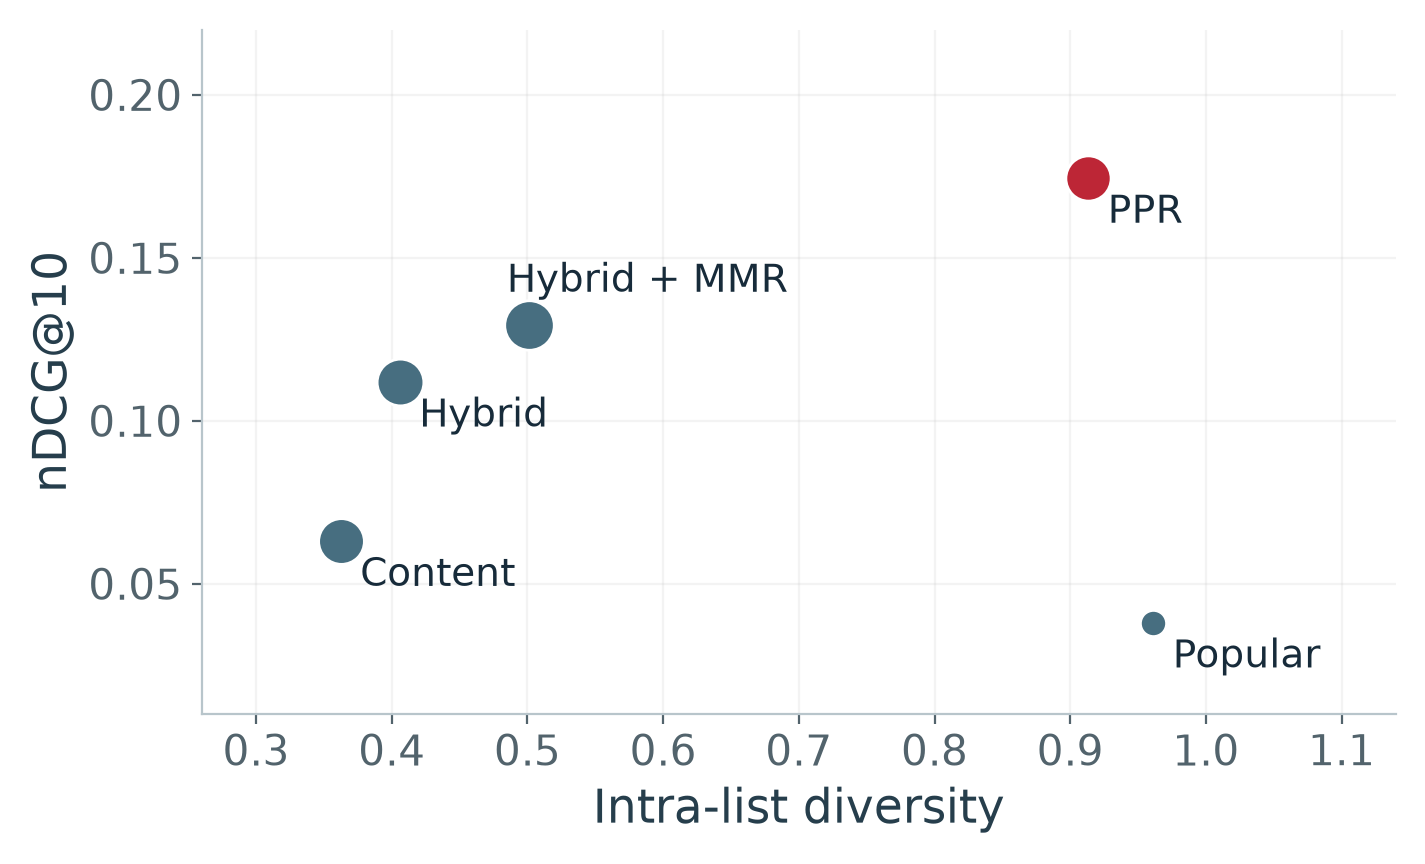 nDCG@10
0.20
0.15
0.10
0.05
PPR
Hybrid + MMR
Hybrid
Content
Popular
0.3 0.4 0.5 0.6 0.7 0.8 0.9 1.0 1.1
Intra-list diversity